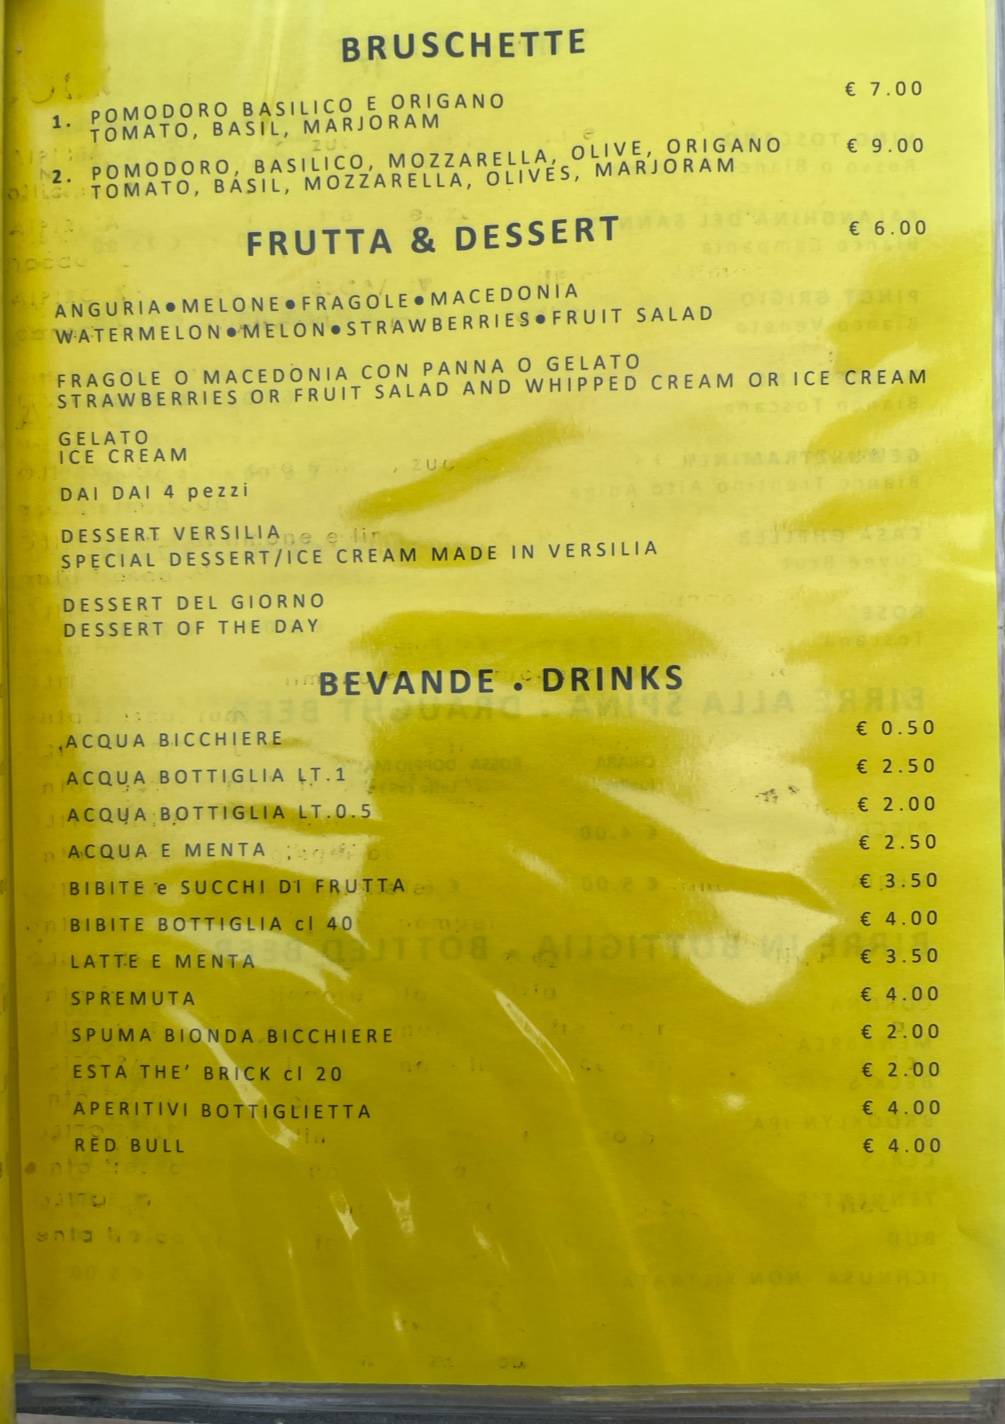 BRUSCHETTE
1. POMODORO BASILICO E ORIGANO € 7.00
TOMATO, BASIL, MARJORAM
2. POMODORO, BASILICO, MOZZARELLA, OLIVE, ORIGANO € 9.00
TOMATO, BASIL, MOZZARELLA, OLIVES, MARJORAM
FRUTTA & DESSERT € 6.00
ANGURIA●MELONE●FRAGOLE●MACEDONIA
WATERMELON●MELON●STRAWBERRIES●FRUIT SALAD
FRAGOLE O MACEDONIA CON PANNA O GELATO
STRAWBERRIES OR FRUIT SALAD AND WHIPPED CREAM OR ICE CREAM
GELATO
ICE CREAM
DAI DAI 4 pezzi
DESSERT VERSILIA
SPECIAL DESSERT/ICE CREAM MADE IN VERSILIA
DESSERT DEL GIORNO
DESSERT OF THE DAY
BEVANDE . DRINKS
ACQUA BICCHIERE € 0.50
ACQUA BOTTIGLIA LT.1 € 2.50
ACQUA BOTTIGLIA LT.0.5 € 2.00
ACQUA E MENTA € 2.50
BIBITE e SUCCHI DI FRUTTA € 3.50
BIBITE BOTTIGLIA cl 40 € 4.00
LATTE E MENTA € 3.50
SPREMUTA € 4.00
SPUMA BIONDA BICCHIERE € 2.00
ESTA THE' BRICK cl 20 € 2.00
APERITIVI BOTTIGLIETTA € 4.00
RED BULL € 4.00